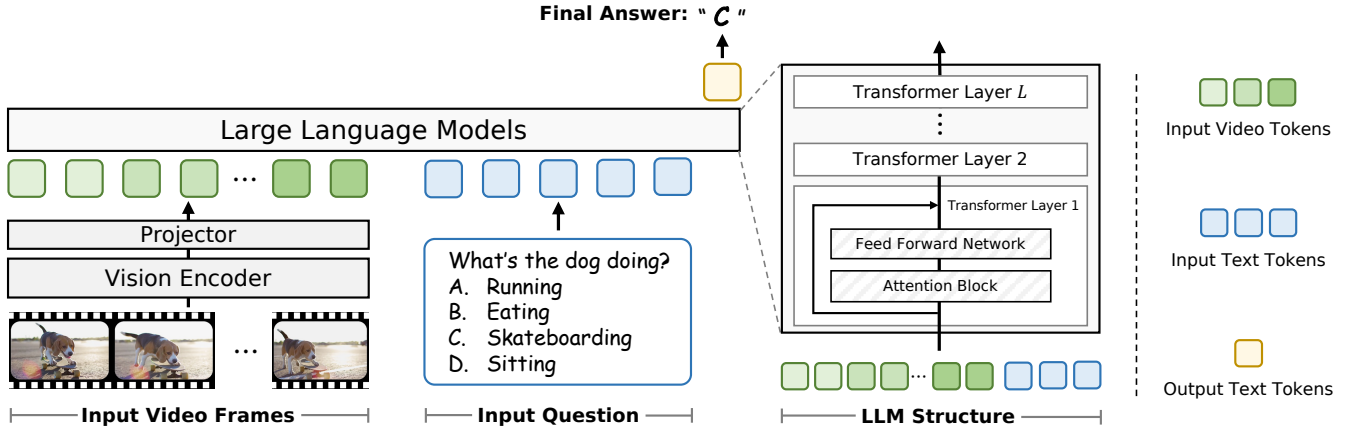 Final Answer: “ C ”
Large Language Models
...
Projector
Vision Encoder
...
Input Video Frames
What's the dog doing?
A. Running
B. Eating
C. Skateboarding
D. Sitting
Input Question
Transformer Layer L
⋮
Transformer Layer 2
Transformer Layer 1
Feed Forward Network
Attention Block
...
LLM Structure
Input Video Tokens
Input Text Tokens
Output Text Tokens